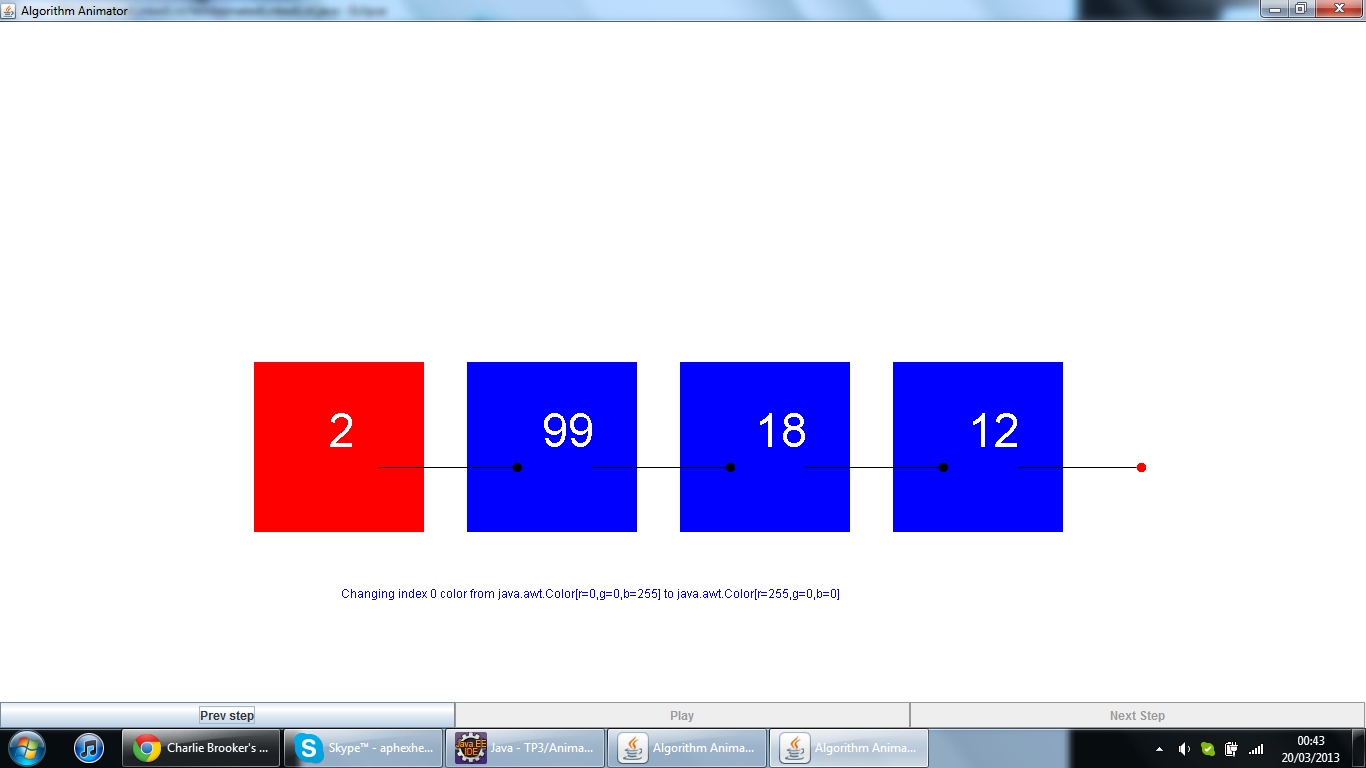 Algorithm Animator
2
99
18
12
Changing index 0 color from java.awt.Color[r=0,g=0,b=255] to java.awt.Color[r=255,g=0,b=0]
Prev step
Play
Next Step
Charlie Brooker's ...
Skype™ - aphexhe...
Java EE IDE
Java - TP3/Anima...
Algorithm Anima...
Algorithm Anima...
00:43
20/03/2013